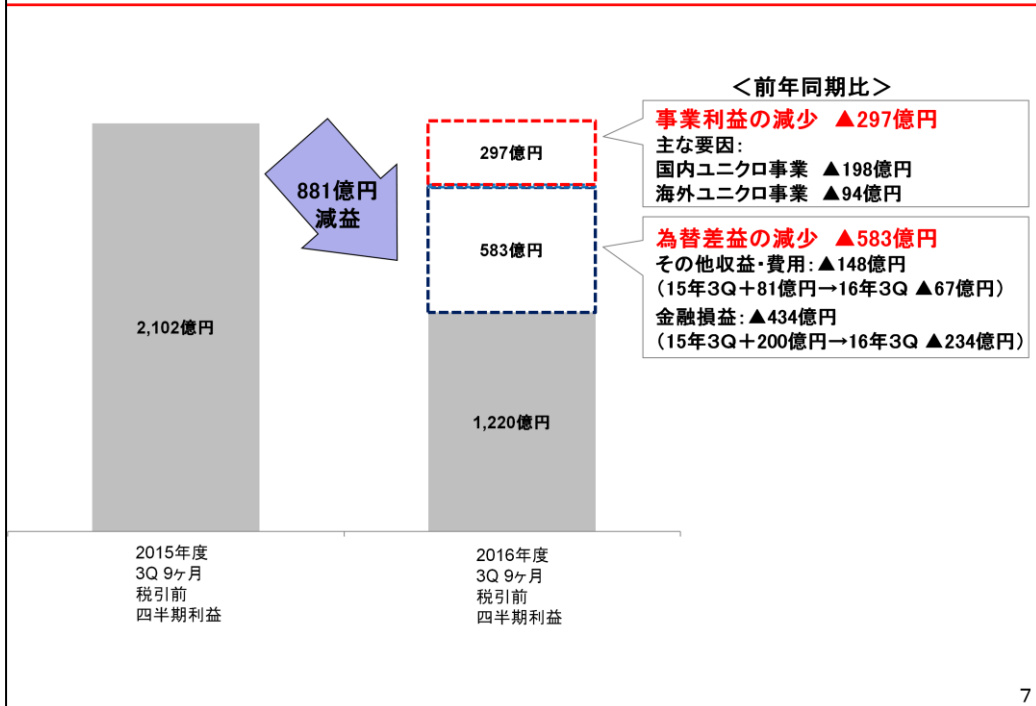 <前年同期比>
事業利益の減少 ▲297億円
主な要因:
国内ユニクロ事業 ▲198億円
海外ユニクロ事業 ▲94億円
297億円
881億円
減益
583億円
為替差益の減少 ▲583億円
その他収益・費用:▲148億円
(15年3Q+81億円→16年3Q ▲67億円)
金融損益:▲434億円
(15年3Q+200億円→16年3Q ▲234億円)
2,102億円
1,220億円
2015年度
3Q 9ヶ月
税引前
四半期利益
2016年度
3Q 9ヶ月
税引前
四半期利益
7